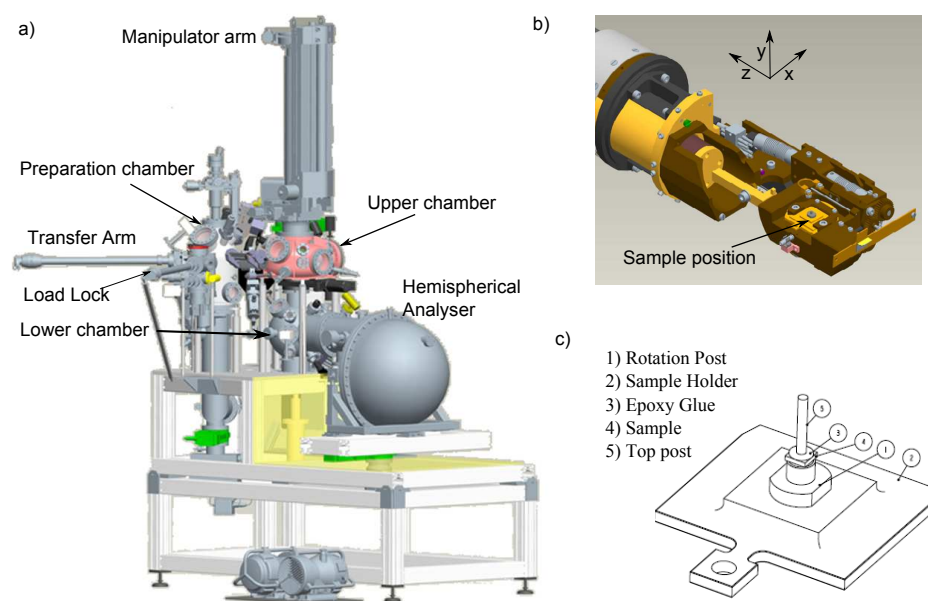 a)
Manipulator arm
Preparation chamber
Upper chamber
Transfer Arm
Load Lock
Hemispherical
Analyser
Lower chamber
b)
y
z
x
Sample position
c)
1) Rotation Post
2) Sample Holder
3) Epoxy Glue
4) Sample
5) Top post
5
3
4
1
2